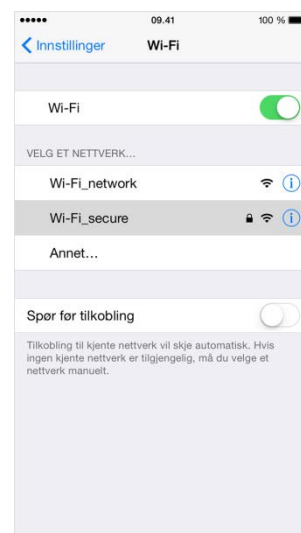 09.41 100 %
Innstillinger Wi-Fi
Wi-Fi
VELG ET NETTVERK...
Wi-Fi_network
Wi-Fi_secure
Annet...
Spør før tilkobling
Tilkobling til kjente nettverk vil skje automatisk. Hvis
ingen kjente nettverk er tilgjengelig, må du velge et
nettverk manuelt.